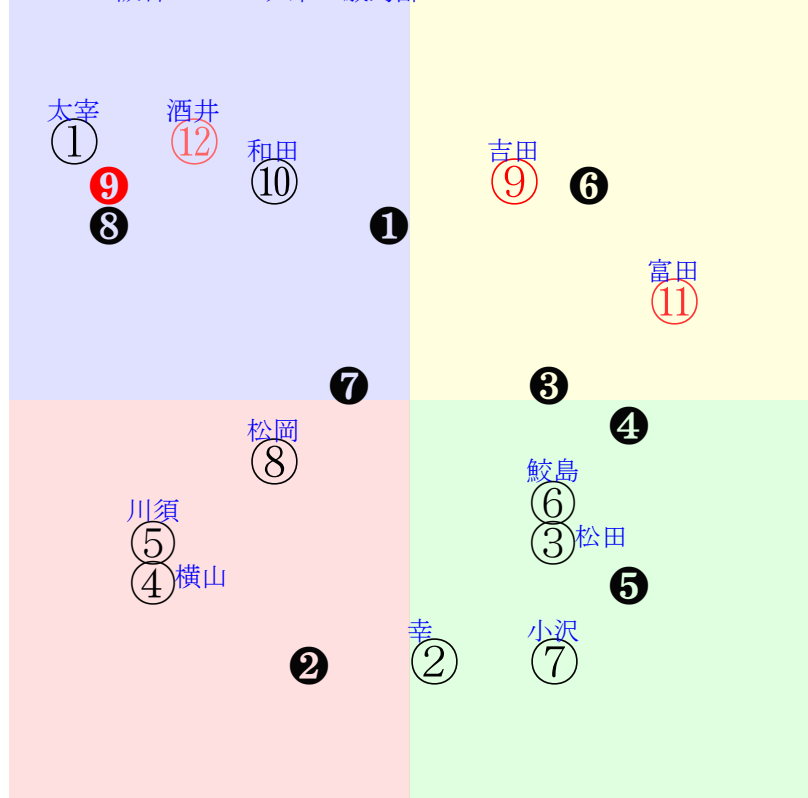 太宰
酒井
①
⑫
和田
吉田
⑩
⑨
❾
❻
❽
❶
富田
⑪
❼
❸
❹
松岡
⑧
鮫島
⑥
川須
⑤
③松田
④横山
❺
幸
小沢
②
⑦
❷